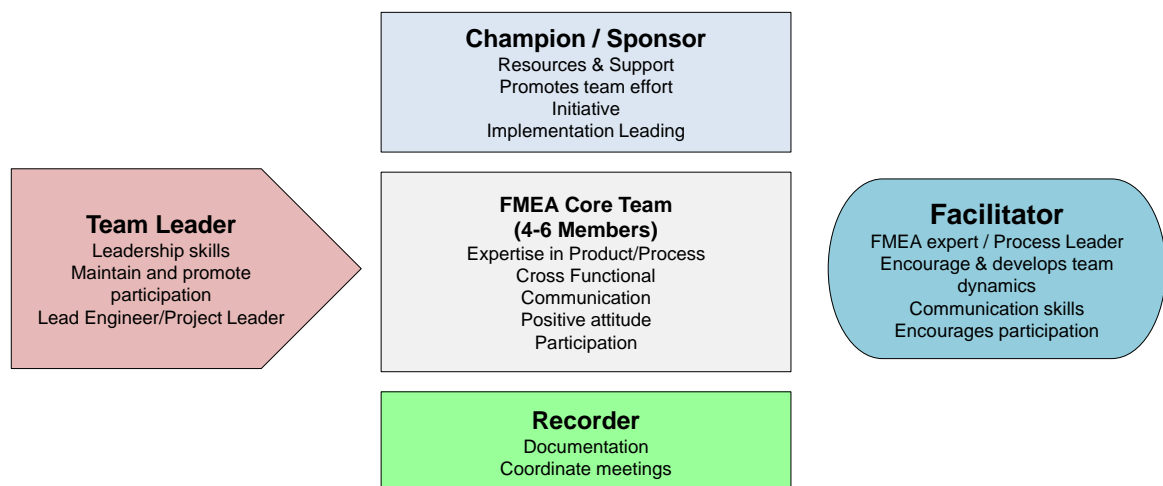 Champion / Sponsor
Resources & Support
Promotes team effort
Initiative
Implementation Leading
Team Leader
Leadership skills
Maintain and promote
participation
Lead Engineer/Project Leader
FMEA Core Team
(4-6 Members)
Expertise in Product/Process
Cross Functional
Communication
Positive attitude
Participation
Facilitator
FMEA expert / Process Leader
Encourage & develops team
dynamics
Communication skills
Encourages participation
Recorder
Documentation
Coordinate meetings